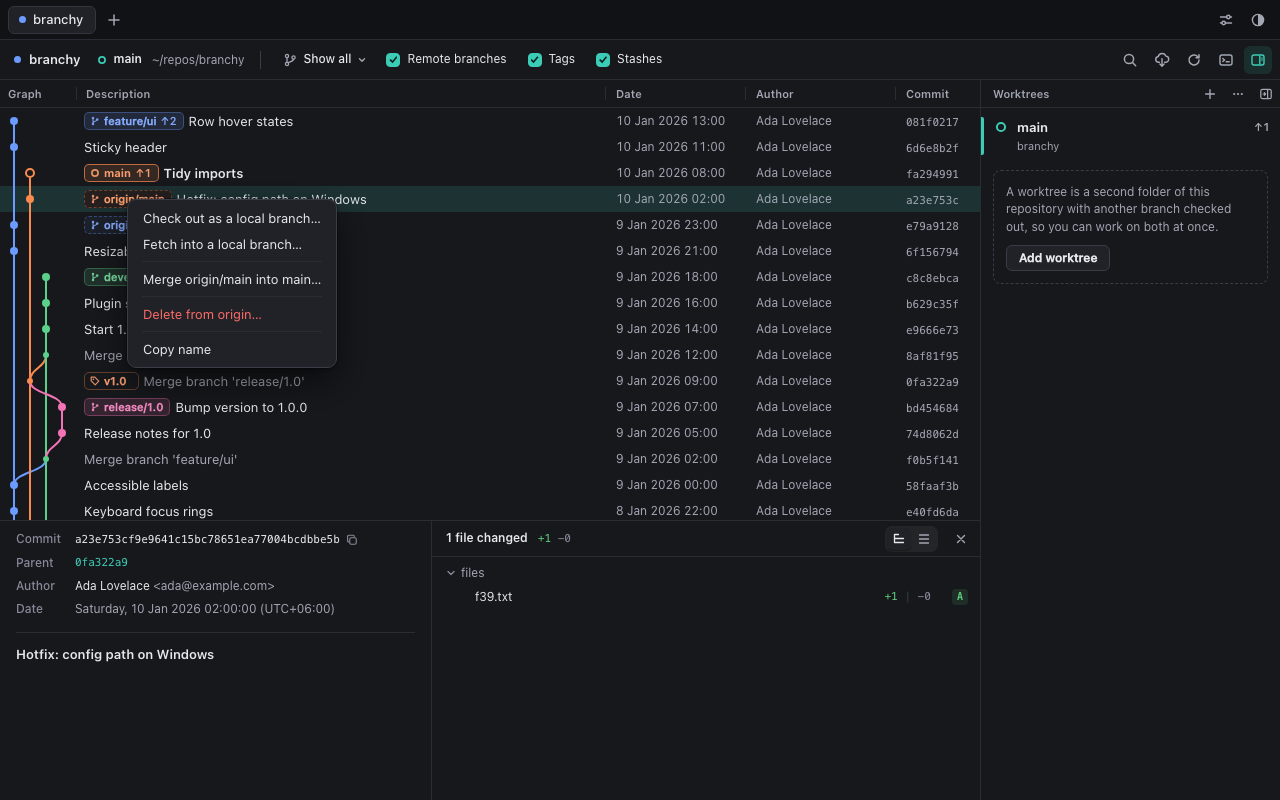 branchy
branchy main ~/repos/branchy Show all Remote branches Tags Stashes
Graph Description Date Author Commit Worktrees
feature/ui ↑2 Row hover states 10 Jan 2026 13:00 Ada Lovelace 081f0217
Sticky header 10 Jan 2026 11:00 Ada Lovelace 6d6e8b2f
main ↑1 Tidy imports 10 Jan 2026 08:00 Ada Lovelace fa294991
origin/main Hotfix: config path on Windows 10 Jan 2026 02:00 Ada Lovelace a23e753c
9 Jan 2026 23:00 Ada Lovelace e79a9128
9 Jan 2026 21:00 Ada Lovelace 6f156794
9 Jan 2026 18:00 Ada Lovelace c8c8ebca
Plugin 9 Jan 2026 16:00 Ada Lovelace b629c35f
Start 9 Jan 2026 14:00 Ada Lovelace e9666e73
Merge 9 Jan 2026 12:00 Ada Lovelace 8af81f95
v1.0 Merge branch 'release/1.0' 9 Jan 2026 09:00 Ada Lovelace 0fa322a9
release/1.0 Bump version to 1.0.0 9 Jan 2026 07:00 Ada Lovelace bd454684
Release notes for 1.0 9 Jan 2026 05:00 Ada Lovelace 74d8062d
Merge branch 'feature/ui' 9 Jan 2026 02:00 Ada Lovelace f0b5f141
Accessible labels 9 Jan 2026 00:00 Ada Lovelace 58faaf3b
Keyboard focus rings 8 Jan 2026 22:00 Ada Lovelace e40fd6da
Check out as a local branch...
Fetch into a local branch...
Merge origin/main into main...
Delete from origin...
Copy name
main ↑1
branchy
A worktree is a second folder of this
repository with another branch checked
out, so you can work on both at once.
Add worktree
Commit a23e753cf9e9641c15bc78651ea77004bcdbbe5b
Parent 0fa322a9
Author Ada Lovelace <ada@example.com>
Date Saturday, 10 Jan 2026 02:00:00 (UTC+06:00)
Hotfix: config path on Windows
1 file changed +1 −0
files
f39.txt +1 | −0 A